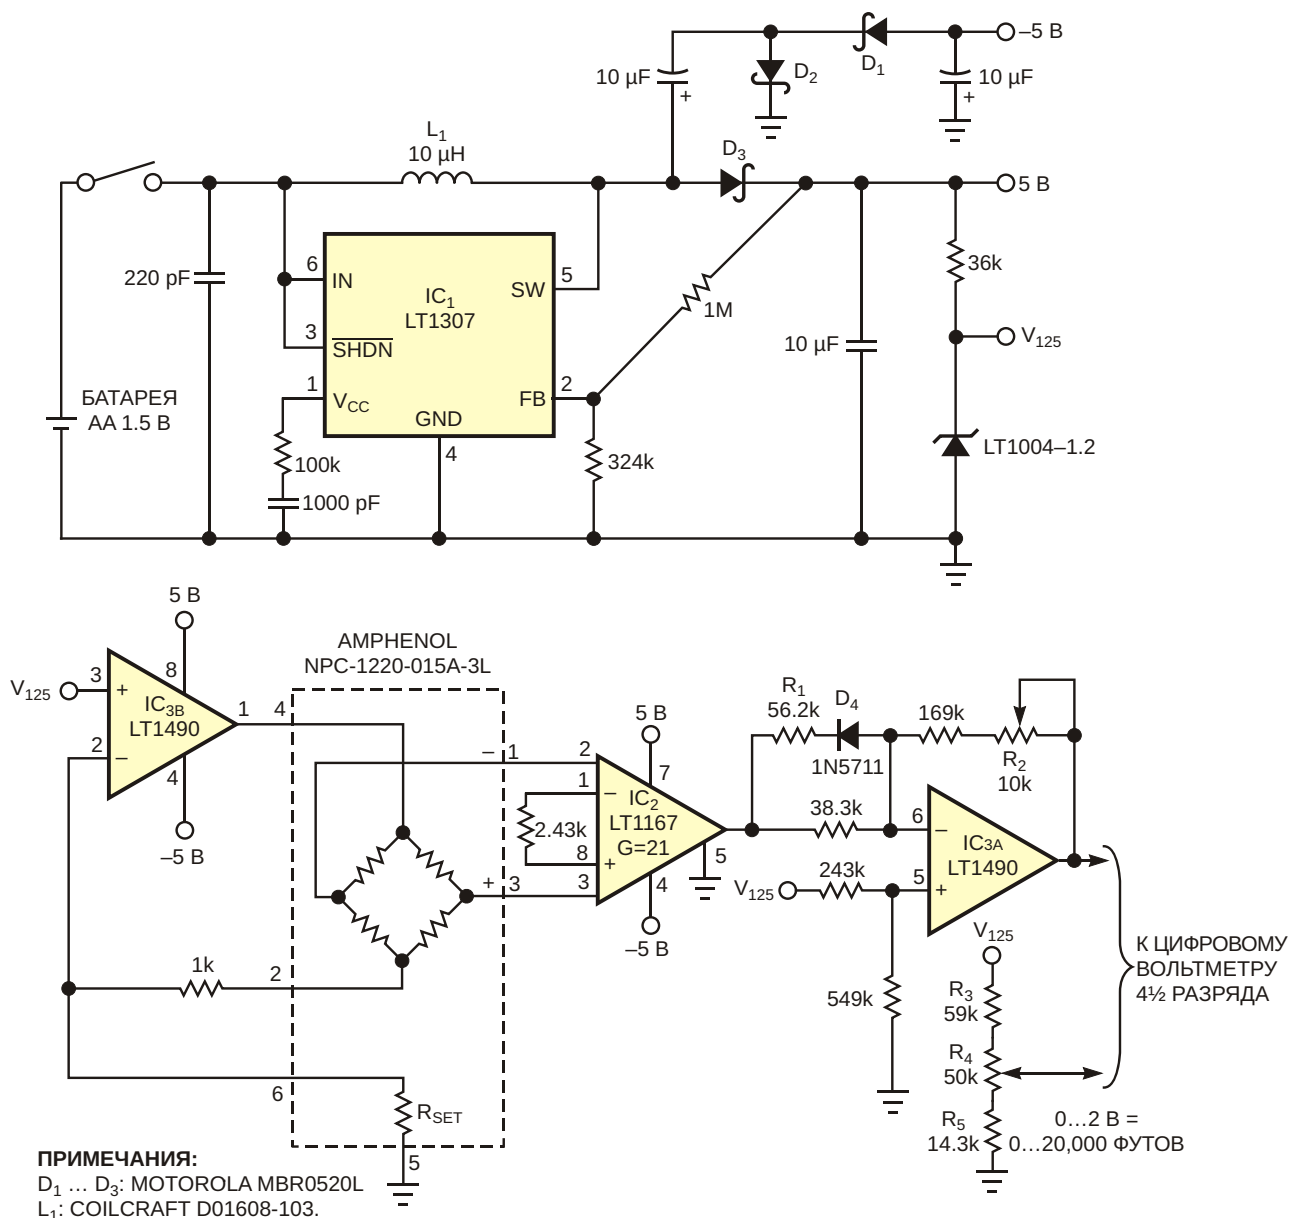 –5 В
D1
D2
10 µF
+
10 µF
+
L1
10 µH
D3
5 В
220 pF
6
IN
IC1
LT1307
SW
5
3
SHDN
1
VCC
GND
4
FB
2
1M
10 µF
36k
V125
LT1004–1.2
БАТАРЕЯ
AA 1.5 В
100k
1000 pF
324k
5 В
V125
3
+
8
IC3B
LT1490
1
2
–
4
–5 В
AMPHENOL
NPC-1220-015A-3L
4
– 1
+ 3
1k
2
6
RSET
5
5 В
2
7
1
–
IC2
LT1167
G=21
2.43k
8
+
3
4
5
–5 В
R1
56.2k
D4
1N5711
169k
R2
10k
38.3k
6
–
IC3A
LT1490
243k
V125
5
+
549k
V125
R3
59k
R4
50k
R5
14.3k
К ЦИФРОВОМУ
ВОЛЬТМЕТРУ
4½ РАЗРЯДА
0…2 В =
0…20,000 ФУТОВ
ПРИМЕЧАНИЯ:
D1 … D3: MOTOROLA MBR0520L
L1: COILCRAFT D01608-103.